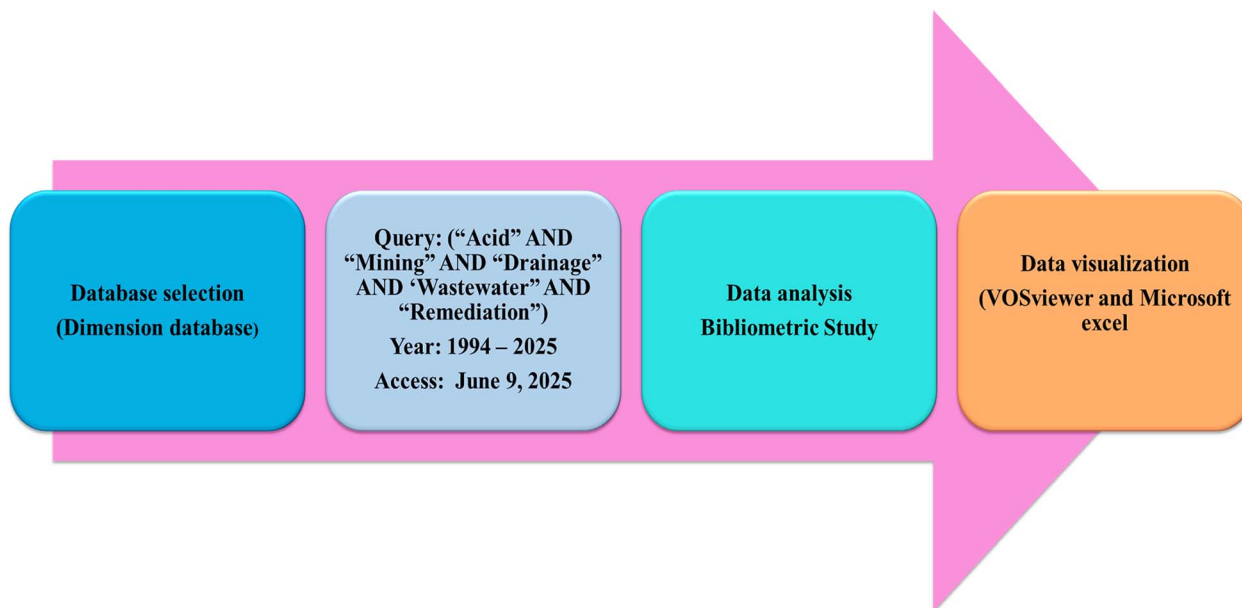 Database selection
(Dimension database)
Query: (“Acid” AND
“Mining” AND “Drainage”
AND ‘Wastewater” AND
“Remediation”)
Year: 1994 – 2025
Access: June 9, 2025
Data analysis
Bibliometric Study
Data visualization
(VOSviewer and Microsoft
excel